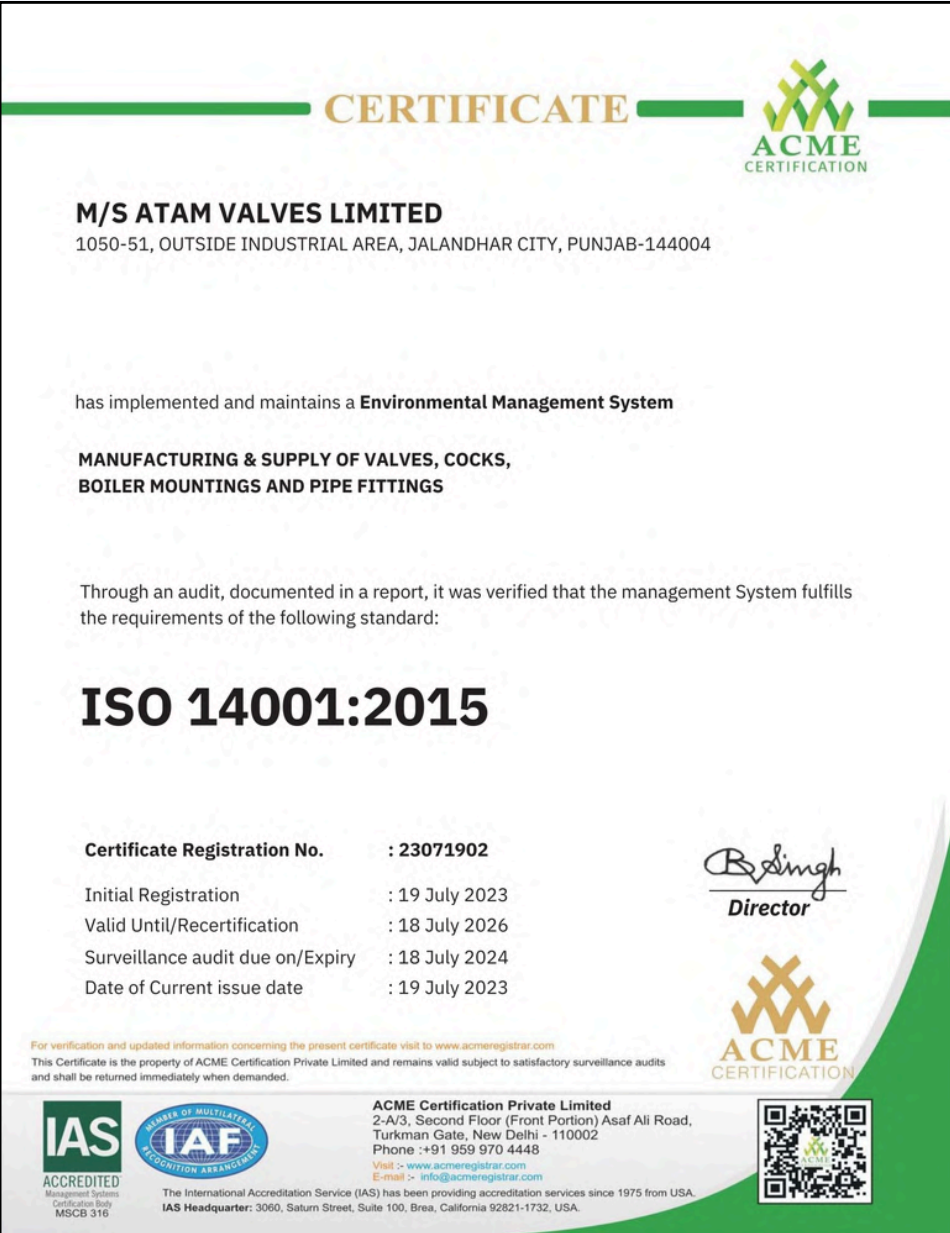 CERTIFICATE
ACME
CERTIFICATION
M/S ATAM VALVES LIMITED
1050-51, OUTSIDE INDUSTRIAL AREA, JALANDHAR CITY, PUNJAB-144004
has implemented and maintains a Environmental Management System
MANUFACTURING & SUPPLY OF VALVES, COCKS,
BOILER MOUNTINGS AND PIPE FITTINGS
Through an audit, documented in a report, it was verified that the management System fulfills
the requirements of the following standard:
ISO 14001:2015
Certificate Registration No. : 23071902
Initial Registration : 19 July 2023
Valid Until/Recertification : 18 July 2026
Surveillance audit due on/Expiry : 18 July 2024
Date of Current issue date : 19 July 2023
B Singh
Director
ACME
CERTIFICATION
For verification and updated information concerning the present certificate visit to www.acmeregistrar.com
This Certificate is the property of ACME Certification Private Limited and remains valid subject to satisfactory surveillance audits
and shall be returned immediately when demanded.
IAS
ACCREDITED
Management Systems
Certification Body
MSCB 316
MEMBER OF MULTILATERAL
IAF
RECOGNITION ARRANGEMENT
ACME Certification Private Limited
2-A/3, Second Floor (Front Portion) Asaf Ali Road,
Turkman Gate, New Delhi - 110002
Phone :+91 959 970 4448
Visit :- www.acmeregistrar.com
E-mail :- info@acmeregistrar.com
The International Accreditation Service (IAS) has been providing accreditation services since 1975 from USA.
IAS Headquarter: 3060, Saturn Street, Suite 100, Brea, California 92821-1732, USA.
ACME